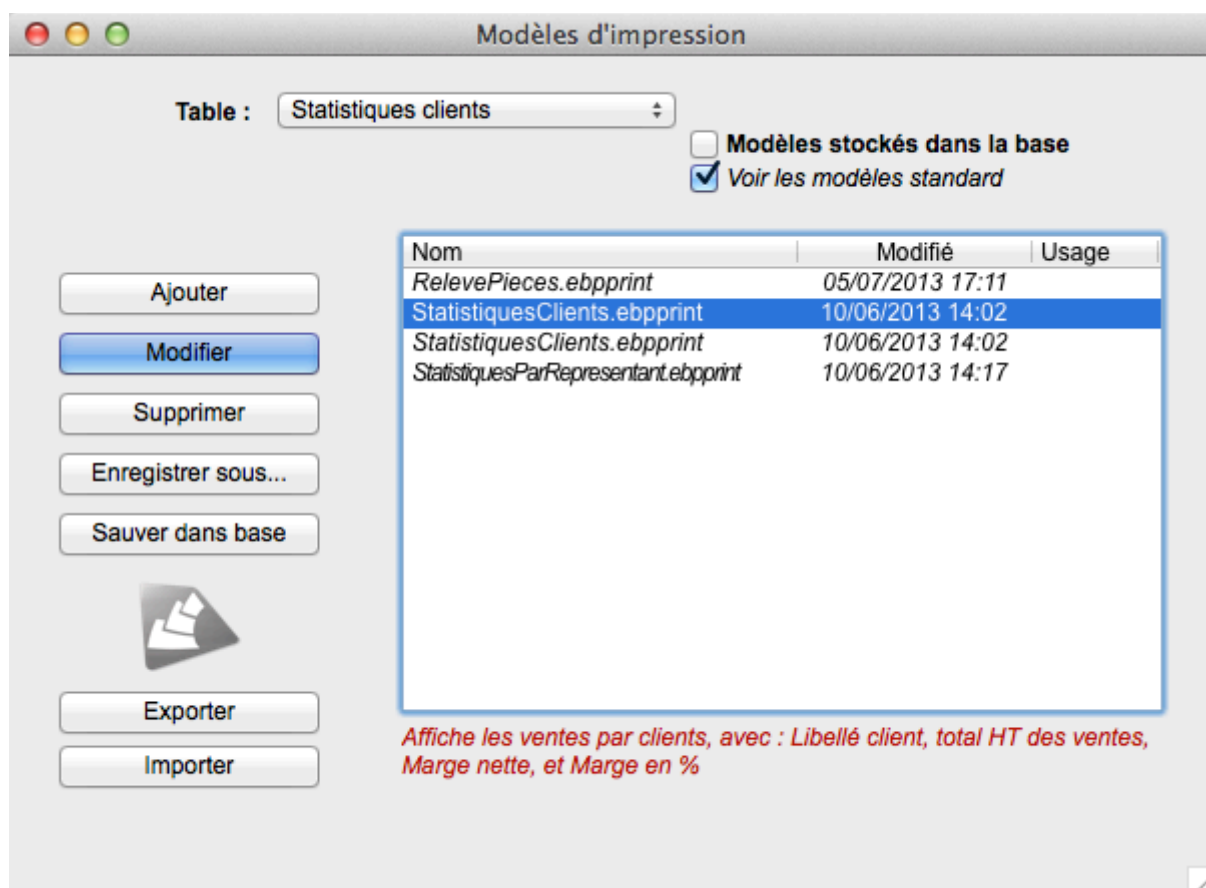 Modèles d'impression
Table : Statistiques clients
Modèles stockés dans la base
Voir les modèles standard
Nom Modifié Usage
RelevePieces.ebpprint 05/07/2013 17:11
StatistiquesClients.ebpprint 10/06/2013 14:02
StatistiquesClients.ebpprint 10/06/2013 14:02
StatistiquesParRepresentant.ebpprint 10/06/2013 14:17
Ajouter
Modifier
Supprimer
Enregistrer sous...
Sauver dans base
Exporter
Importer
Affiche les ventes par clients, avec : Libellé client, total HT des ventes,
Marge nette, et Marge en %